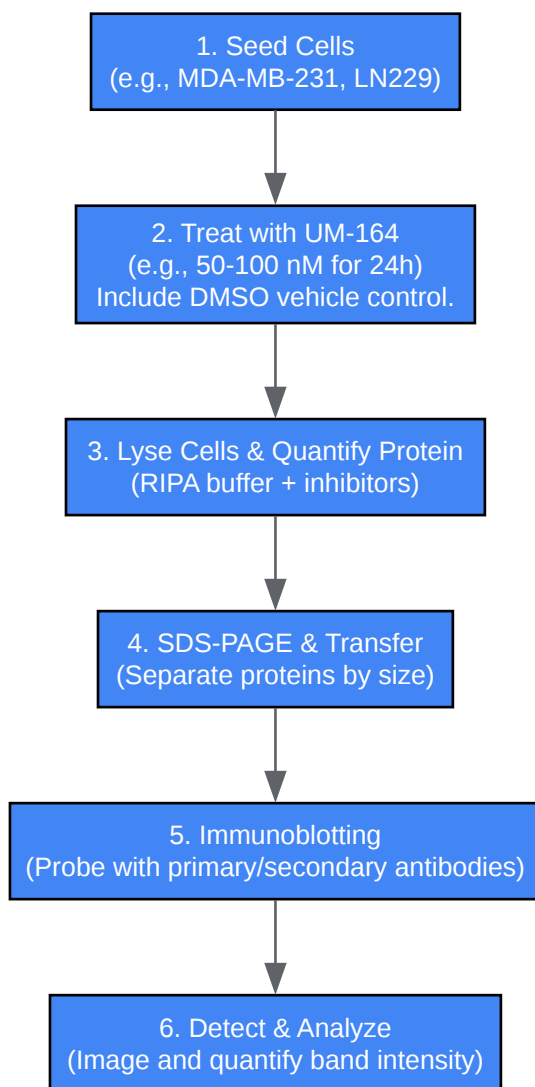 1. Seed Cells
(e.g., MDA-MB-231, LN229)
2. Treat with UM-164
(e.g., 50-100 nM for 24h)
Include DMSO vehicle control.
3. Lyse Cells & Quantify Protein
(RIPA buffer + inhibitors)
4. SDS-PAGE & Transfer
(Separate proteins by size)
5. Immunoblotting
(Probe with primary/secondary antibodies)
6. Detect & Analyze
(Image and quantify band intensity)